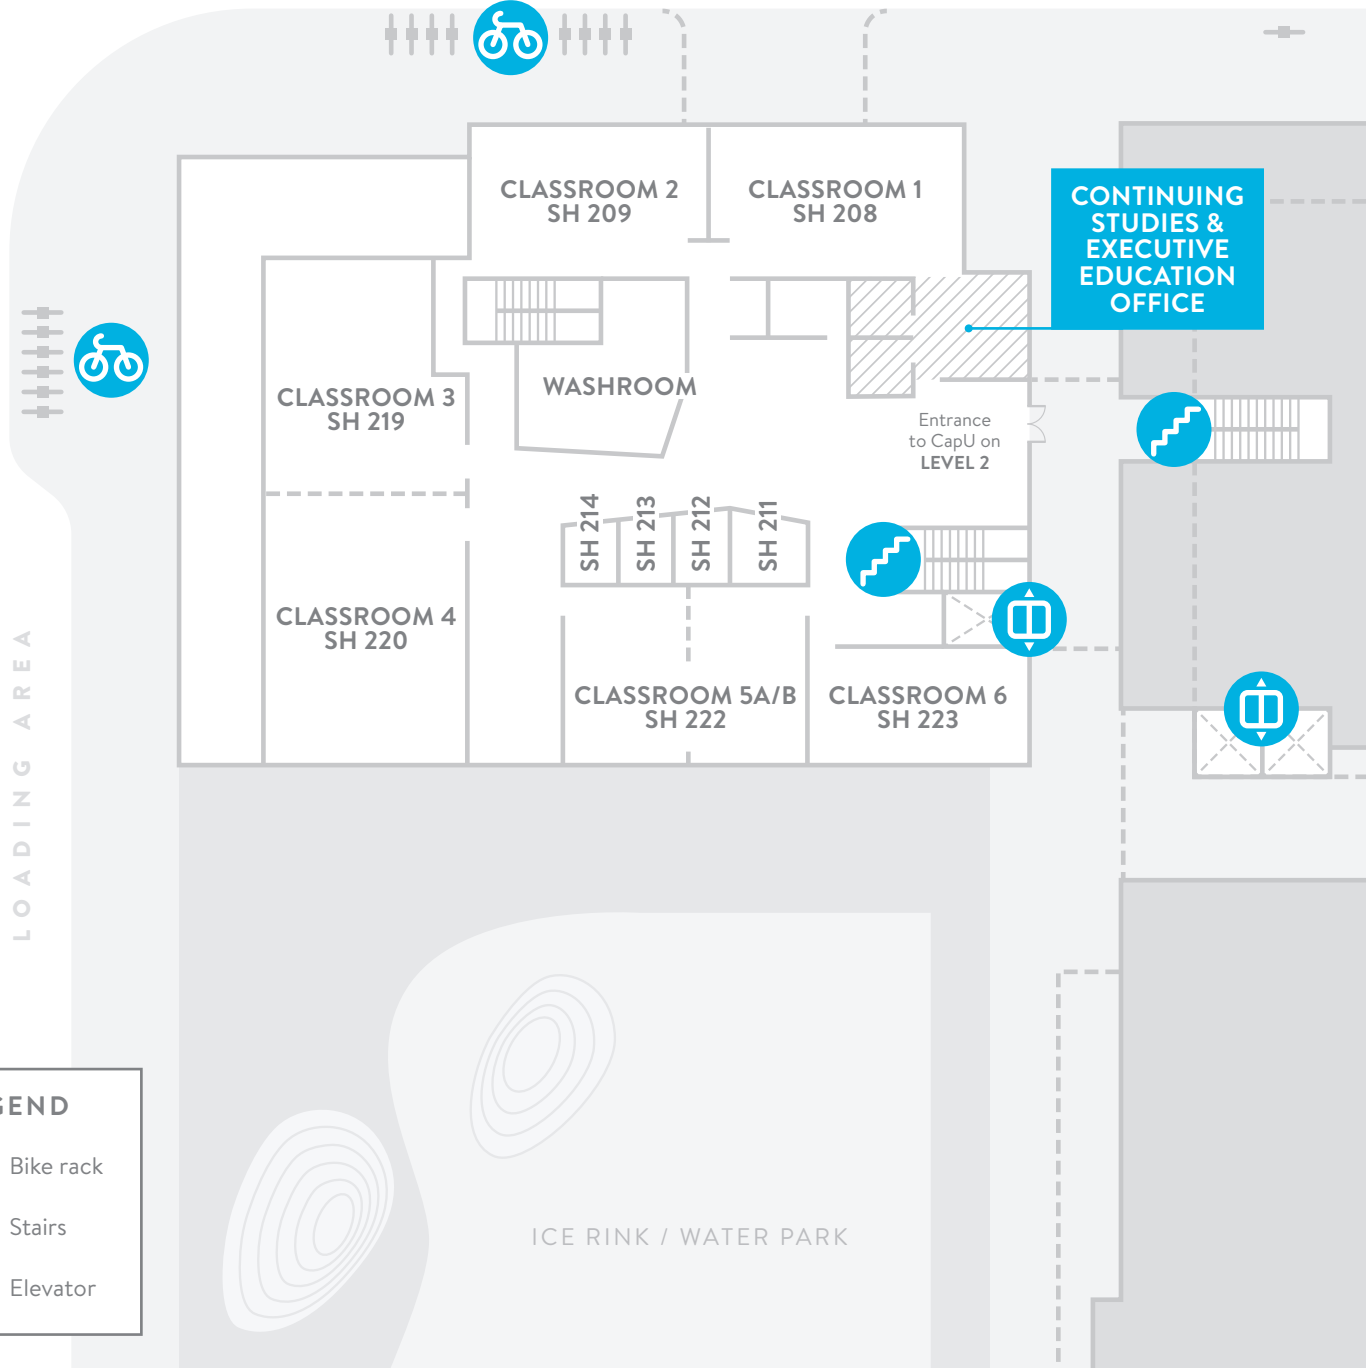 CLASSROOM 2
SH 209
CLASSROOM 1
SH 208
CONTINUING
STUDIES &
EXECUTIVE
EDUCATION
OFFICE
CLASSROOM 3
SH 219
WASHROOM
Entrance
to CapU on
LEVEL 2
SH 214
SH 213
SH 212
SH 211
CLASSROOM 4
SH 220
CLASSROOM 5A/B
SH 222
CLASSROOM 6
SH 223
LOADING AREA
GEND
Bike rack
Stairs
Elevator
ICE RINK / WATER PARK